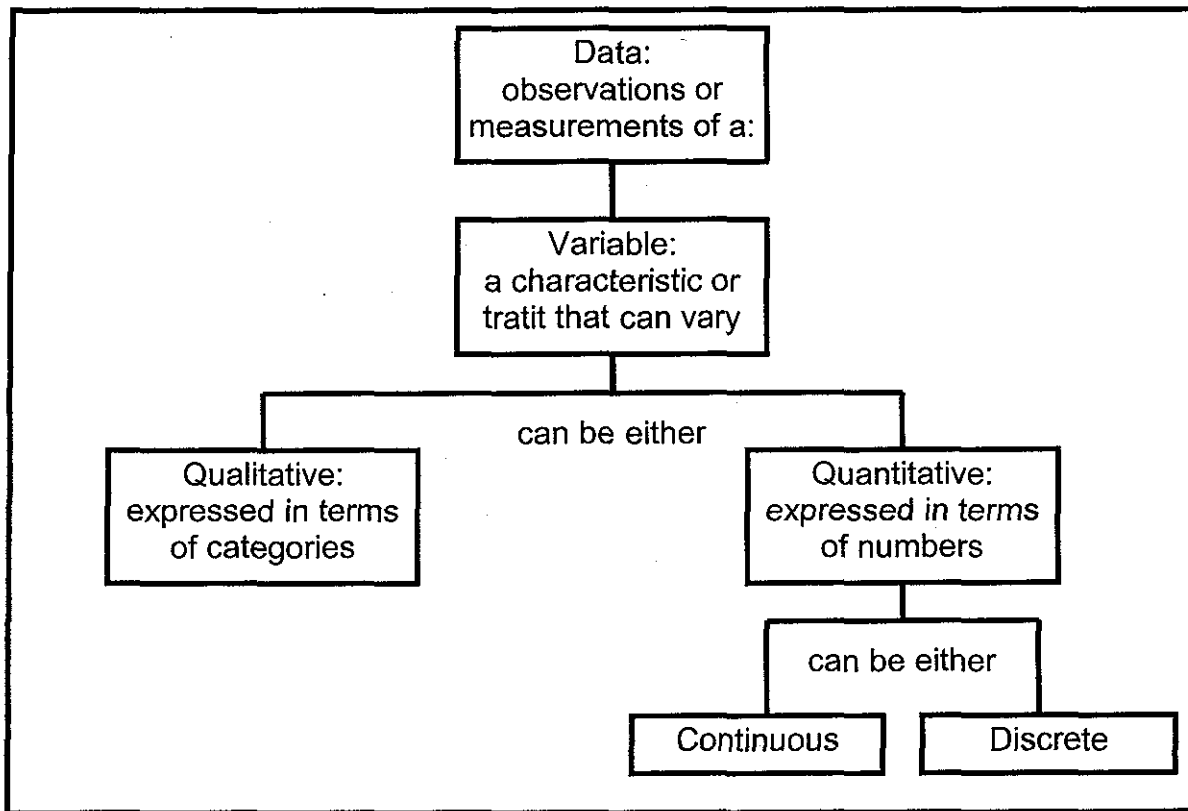 Data:
observations or
measurements of a:
Variable:
a characteristic or
tratit that can vary
can be either
Qualitative:
expressed in terms
of categories
Quantitative:
expressed in terms
of numbers
can be either
Continuous
Discrete